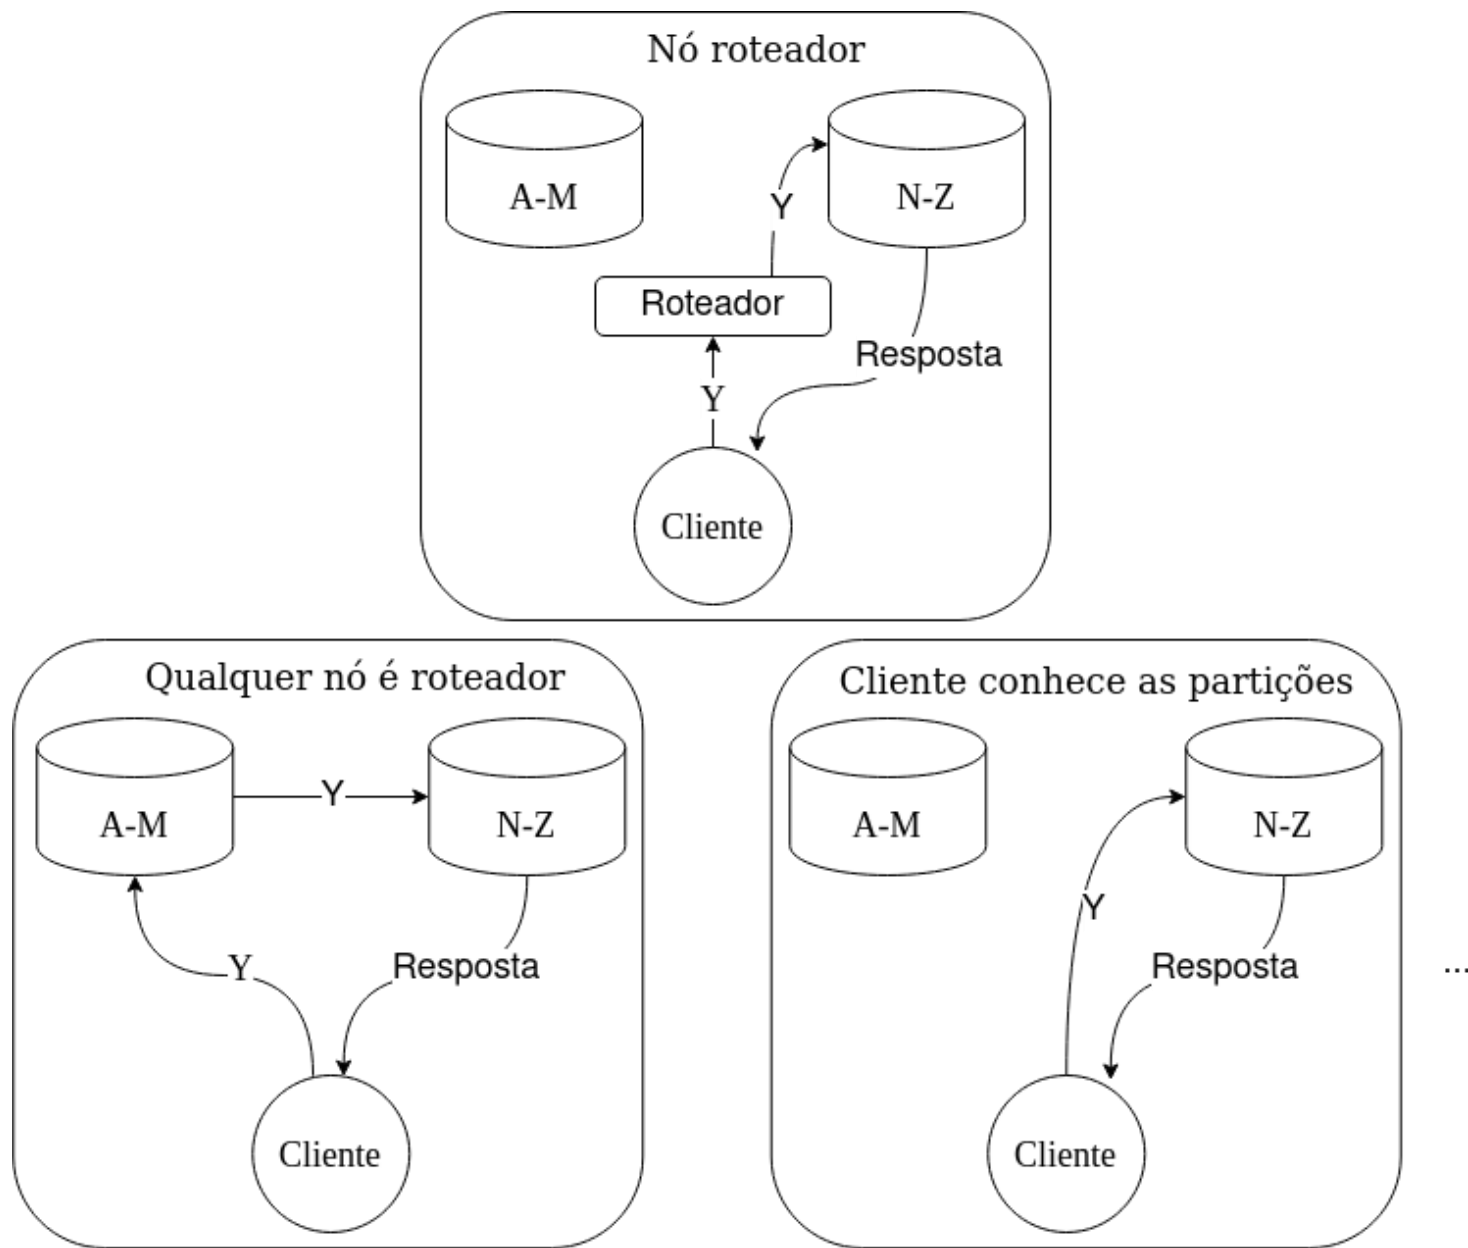 Nó roteador
A-M
N-Z
Y
Roteador
Resposta
Y
Cliente
Qualquer nó é roteador
A-M
Y
N-Z
Y
Resposta
Cliente
Cliente conhece as partições
A-M
N-Z
Y
Resposta
Cliente
...